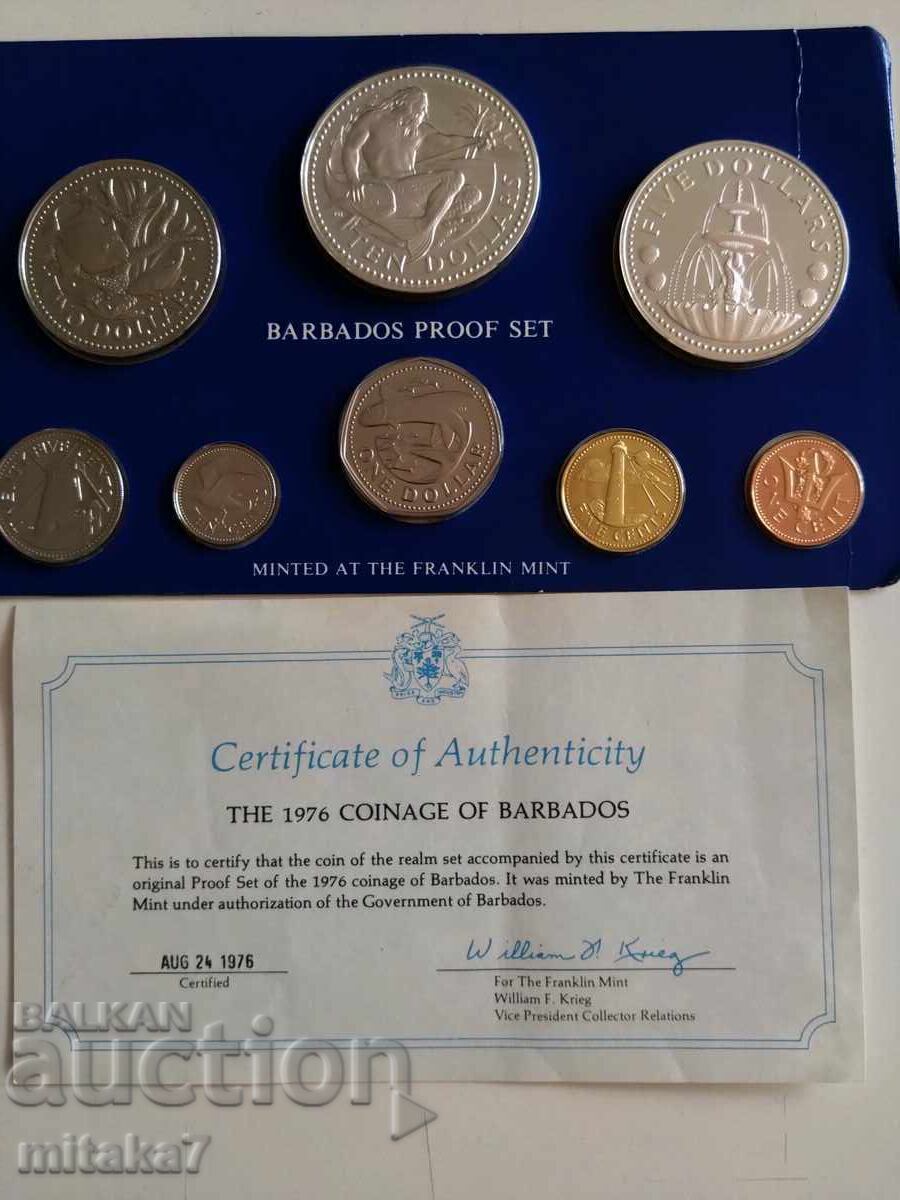 TEN DOLLARS
FIVE DOLLARS
DOLLARS
BARBADOS PROOF SET
FIVE CENTS
ONE DOLLAR
ONE CENT
MINTED AT THE FRANKLIN MINT
Certificate of Authenticity
THE 1976 COINAGE OF BARBADOS
This is to certify that the coin of the realm set accompanied by this certificate is an
original Proof Set of the 1976 coinage of Barbados. It was minted by The Franklin
Mint under authorization of the Government of Barbados.
AUG 24 1976
Certified
William F. Krieg
For The Franklin Mint
William F. Krieg
Vice President Collector Relations
BALKAN
auction
mitaka7